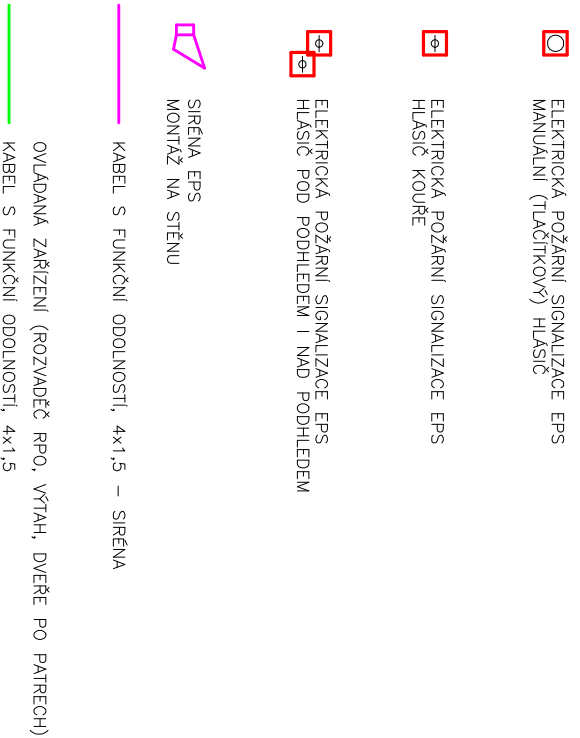 ELEKTRICKÁ POŽÁRNÍ SIGNALIZACE EPS
MANUÁLNÍ (TLAČÍTKOVÝ) HLÁSIČ
ELEKTRICKÁ POŽÁRNÍ SIGNALIZACE EPS
HLÁSIČ KOUŘE
ELEKTRICKÁ POŽÁRNÍ SIGNALIZACE EPS
HLÁSIČ POD PODHLEDEM I NAD PODHLEDEM
SIRÉNA EPS
MONTÁŽ NA STĚNU
KABEL S FUNKČNÍ ODOLNOSTÍ, 4x1,5 – SIRÉNA
OVLÁDANÁ ZAŘÍZENÍ (ROZVADĚČ RPO, VÝTAH, DVEŘE PO PATRECH)
KABEL S FUNKČNÍ ODOLNOSTÍ, 4x1,5